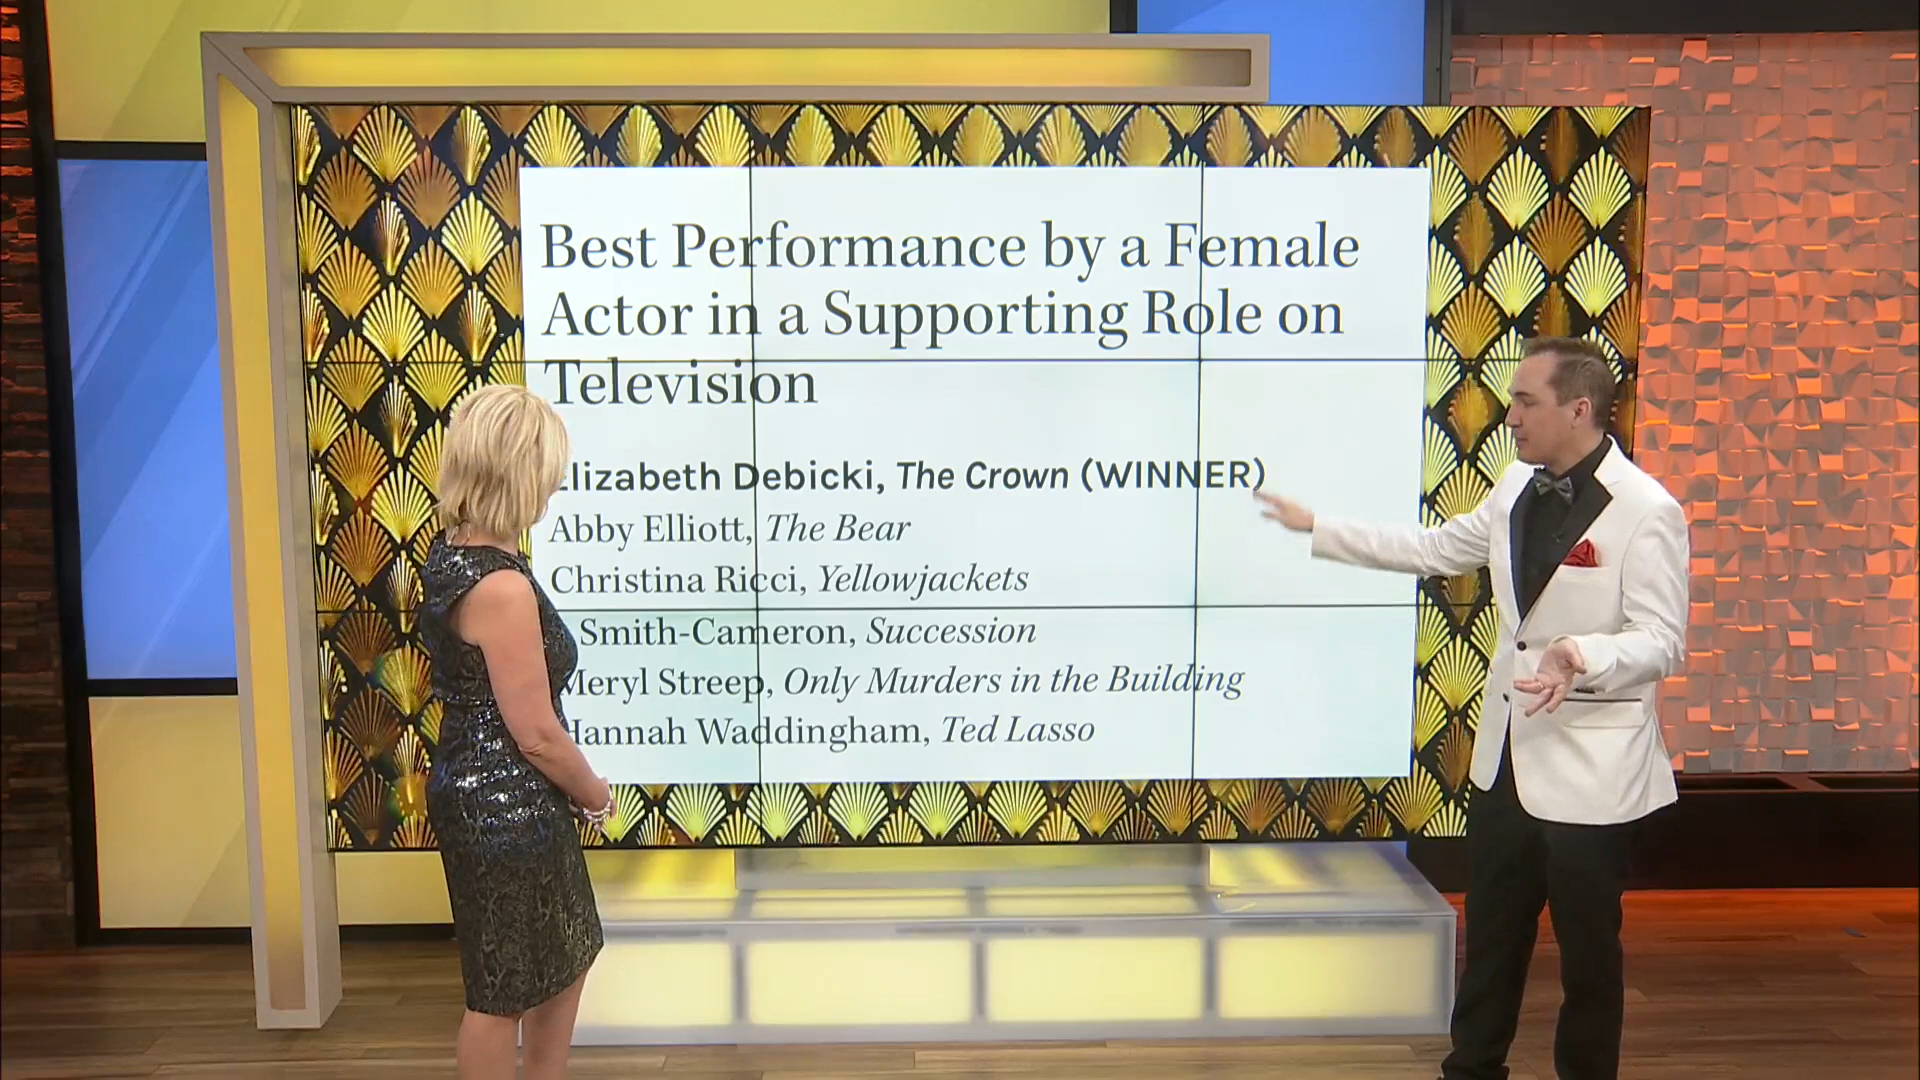 Best Performance by a Female
Actor in a Supporting Role on
Television
Elizabeth Debicki, The Crown (WINNER)
Abby Elliott, The Bear
Christina Ricci, Yellowjackets
Smith-Cameron, Succession
Meryl Streep, Only Murders in the Building
Hannah Waddingham, Ted Lasso